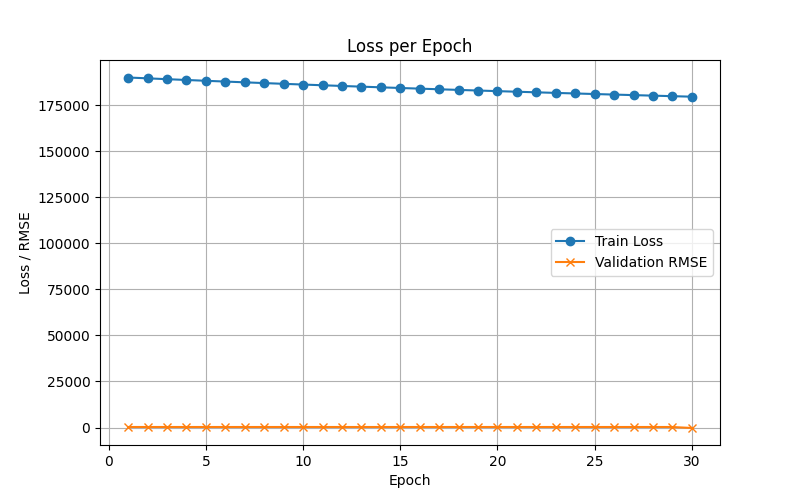 Loss per Epoch
Loss / RMSE
175000
150000
125000
100000
75000
50000
25000
0
Train Loss
Validation RMSE
0 5 10 15 20 25 30
Epoch